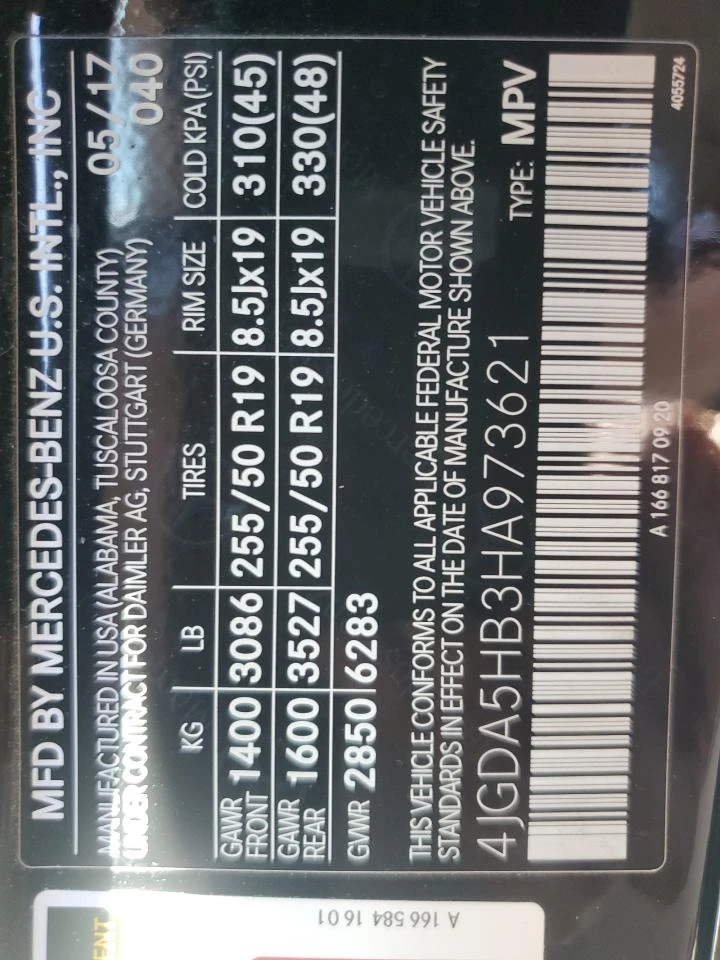 MFD BY MERCEDES-BENZ U.S. INTL., INC
MANUFACTURED IN USA (ALABAMA, TUSCALOOSA COUNTY) 05/17
UNDER CONTRACT FOR DAIMLER AG, STUTTGART (GERMANY) 040
KG LB TIRES RIM SIZE COLD KPA (PSI)
GAWR FRONT 1400 3086 255/50 R19 8.5Jx19 310(45)
GAWR REAR 1600 3527 255/50 R19 8.5Jx19 330(48)
GVWR 2850 6283
THIS VEHICLE CONFORMS TO ALL APPLICABLE FEDERAL MOTOR VEHICLE SAFETY
STANDARDS IN EFFECT ON THE DATE OF MANUFACTURE SHOWN ABOVE.
4JGDA5HB3HA973621 TYPE: MPV
A 166 817 09 20
4055724
A 166 584 16 01